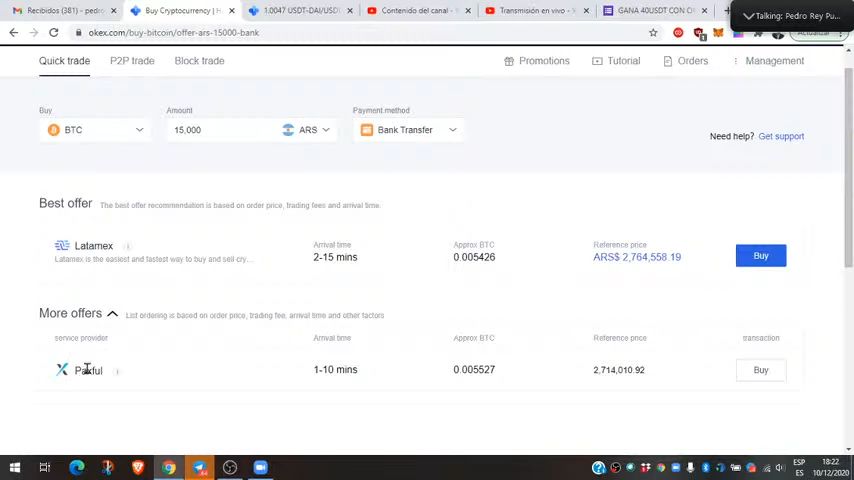 Recibidos (381) - pedro
Buy Cryptocurrency | H
1.0047 USDT-DAI/USD
Contenido del canal -
Transmisión en vivo -
GANA 40USDT CON O
Talking: Pedro Rey Pu...
okex.com/buy-bitcoin/offer-ars-15000-bank
Quick trade P2P trade Block trade Promotions Tutorial Orders Management
Buy Amount Payment method
BTC 15,000 ARS Bank Transfer
Need help? Get support
Best offer The best offer recommendation is based on order price, trading fees and arrival time.
Latamex Arrival time Approx BTC Reference price
Latamex is the easiest and fastest way to buy and sell cry... 2-15 mins 0.005426 ARS$ 2,764,558.19 Buy
More offers List ordering is based on order price, trading fee, arrival time and other factors
service provider Arrival time Approx BTC Reference price transaction
Paxful 1-10 mins 0.005527 2,714,010.92 Buy
ESP 18:22
ES 10/12/2020